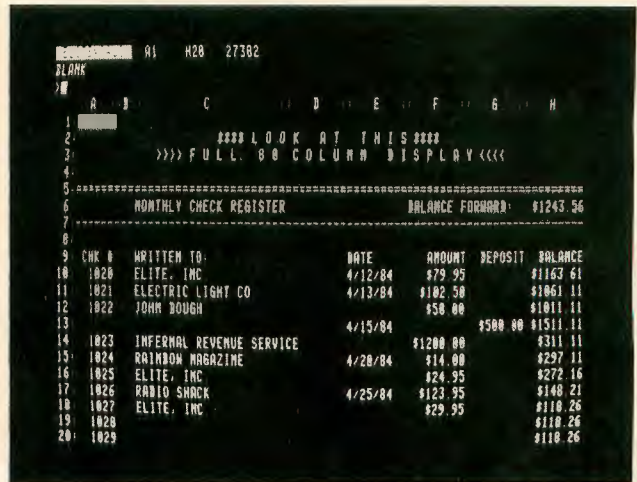 A1 H20 27382
BLANK
>
A B C D E F G H
1
2 $$$$ L O O K A T T H I S $$$$
3 >>>> F U L L 80 C O L U M N D I S P L A Y <<<<
4
5
6 MONTHLY CHECK REGISTER BALANCE FORWARD: $1243.56
7
8
9 CHK # WRITTEN TO: DATE AMOUNT DEPOSIT BALANCE
10 1020 ELITE, INC 4/12/84 $79.95 $1163.61
11 1021 ELECTRIC LIGHT CO 4/13/84 $102.50 $1061.11
12 1022 JOHN DOUGH $50.00 $1011.11
13 4/15/84 $500.00 $1511.11
14 1023 INFERNAL REVENUE SERVICE $1200.00 $311.11
15 1024 RAINBOW MAGAZINE 4/20/84 $14.00 $297.11
16 1025 ELITE, INC $24.95 $272.16
17 1026 RADIO SHACK 4/25/84 $123.95 $148.21
18 1027 ELITE, INC $29.95 $118.26
19 1028 $118.26
20 1029 $118.26